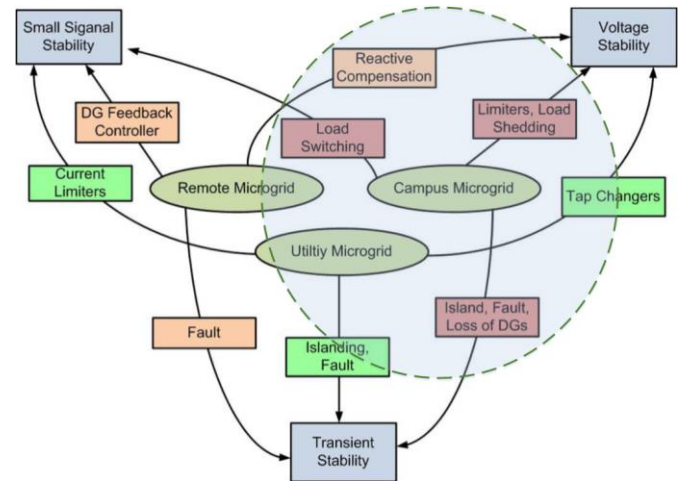 Small Siganal
Stability
Voltage
Stability
Reactive
Compensation
DG Feedback
Controller
Load
Switching
Limiters, Load
Shedding
Current
Limiters
Remote Microgrid
Campus Microgrid
Tap Changers
Utiltiy Microgrid
Island, Fault,
Loss of DGs
Fault
Islanding,
Fault
Transient
Stability